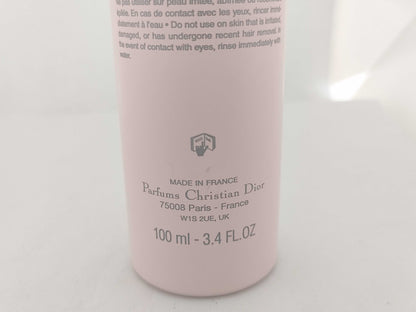 pas utiliser sur peau irritée, abîmée ou récemment
épilée. En cas de contact avec les yeux, rincer immé-
diatement à l'eau • Do not use on skin that is irritated,
damaged, or has undergone recent hair removal. In
the event of contact with eyes, rinse immediately with
water.
MADE IN FRANCE
Parfums Christian Dior
75008 Paris - France
W1S 2UE, UK
100 ml - 3.4 FL.OZ